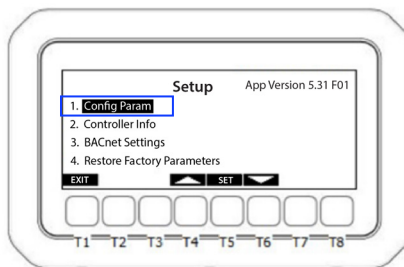 Setup App Version 5.31 F01
1. Config Param
2. Controller Info
3. BACnet Settings
4. Restore Factory Parameters
EXIT SET
T1 T2 T3 T4 T5 T6 T7 T8